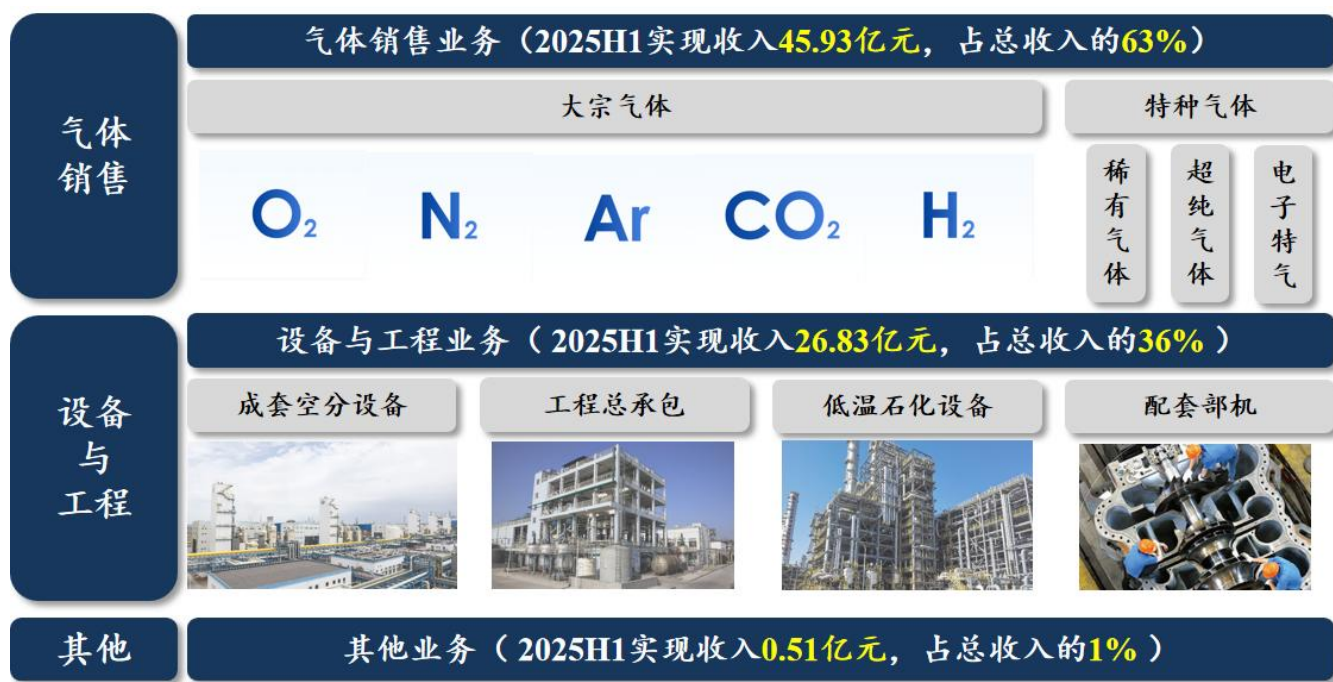 气体
销售
气体销售业务（2025H1实现收入45.93亿元，占总收入的63%）
大宗气体
特种气体
O₂
N₂
Ar
CO₂
H₂
稀有气体
超纯气体
电子特气
设备
与
工程
设备与工程业务（2025H1实现收入26.83亿元，占总收入的36%）
成套空分设备
工程总承包
低温石化设备
配套部机
其他
其他业务（2025H1实现收入0.51亿元，占总收入的1%）